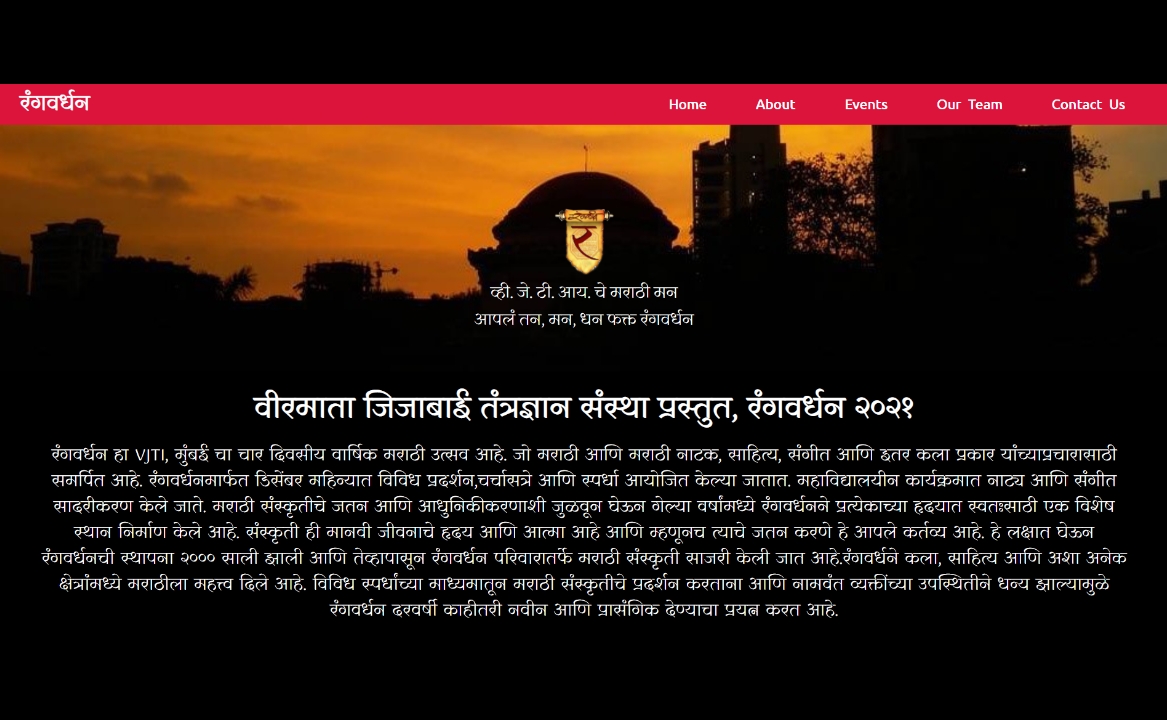 रंगवर्धन Home About Events Our Team Contact Us
र
व्ही. जे. टी. आय. चे मराठी मन
आपलं तन, मन, धन फक्त रंगवर्धन
वीरमाता जिजाबाई तंत्रज्ञान संस्था प्रस्तुत, रंगवर्धन २०२१
रंगवर्धन हा VJTI, मुंबई चा चार दिवसीय वार्षिक मराठी उत्सव आहे. जो मराठी आणि मराठी नाटक, साहित्य, संगीत आणि इतर कला प्रकार यांच्याप्रचारासाठी
समर्पित आहे. रंगवर्धनमार्फत डिसेंबर महिन्यात विविध प्रदर्शन,चर्चासत्रे आणि स्पर्धा आयोजित केल्या जातात. महाविद्यालयीन कार्यक्रमात नाट्य आणि संगीत
सादरीकरण केले जाते. मराठी संस्कृतीचे जतन आणि आधुनिकीकरणाशी जुळवून घेऊन गेल्या वर्षांमध्ये रंगवर्धनने प्रत्येकाच्या हृदयात स्वतःसाठी एक विशेष
स्थान निर्माण केले आहे. संस्कृती ही मानवी जीवनाचे हृदय आणि आत्मा आहे आणि म्हणूनच त्याचे जतन करणे हे आपले कर्तव्य आहे. हे लक्षात घेऊन
रंगवर्धनची स्थापना २००० साली झाली आणि तेव्हापासून रंगवर्धन परिवारातर्फे मराठी संस्कृती साजरी केली जात आहे.रंगवर्धने कला, साहित्य आणि अशा अनेक
क्षेत्रांमध्ये मराठीला महत्त्व दिले आहे. विविध स्पर्धांच्या माध्यमातून मराठी संस्कृतीचे प्रदर्शन करताना आणि नामवंत व्यक्तींच्या उपस्थितीने धन्य झाल्यामुळे
रंगवर्धन दरवर्षी काहीतरी नवीन आणि प्रासंगिक देण्याचा प्रयत्न करत आहे.